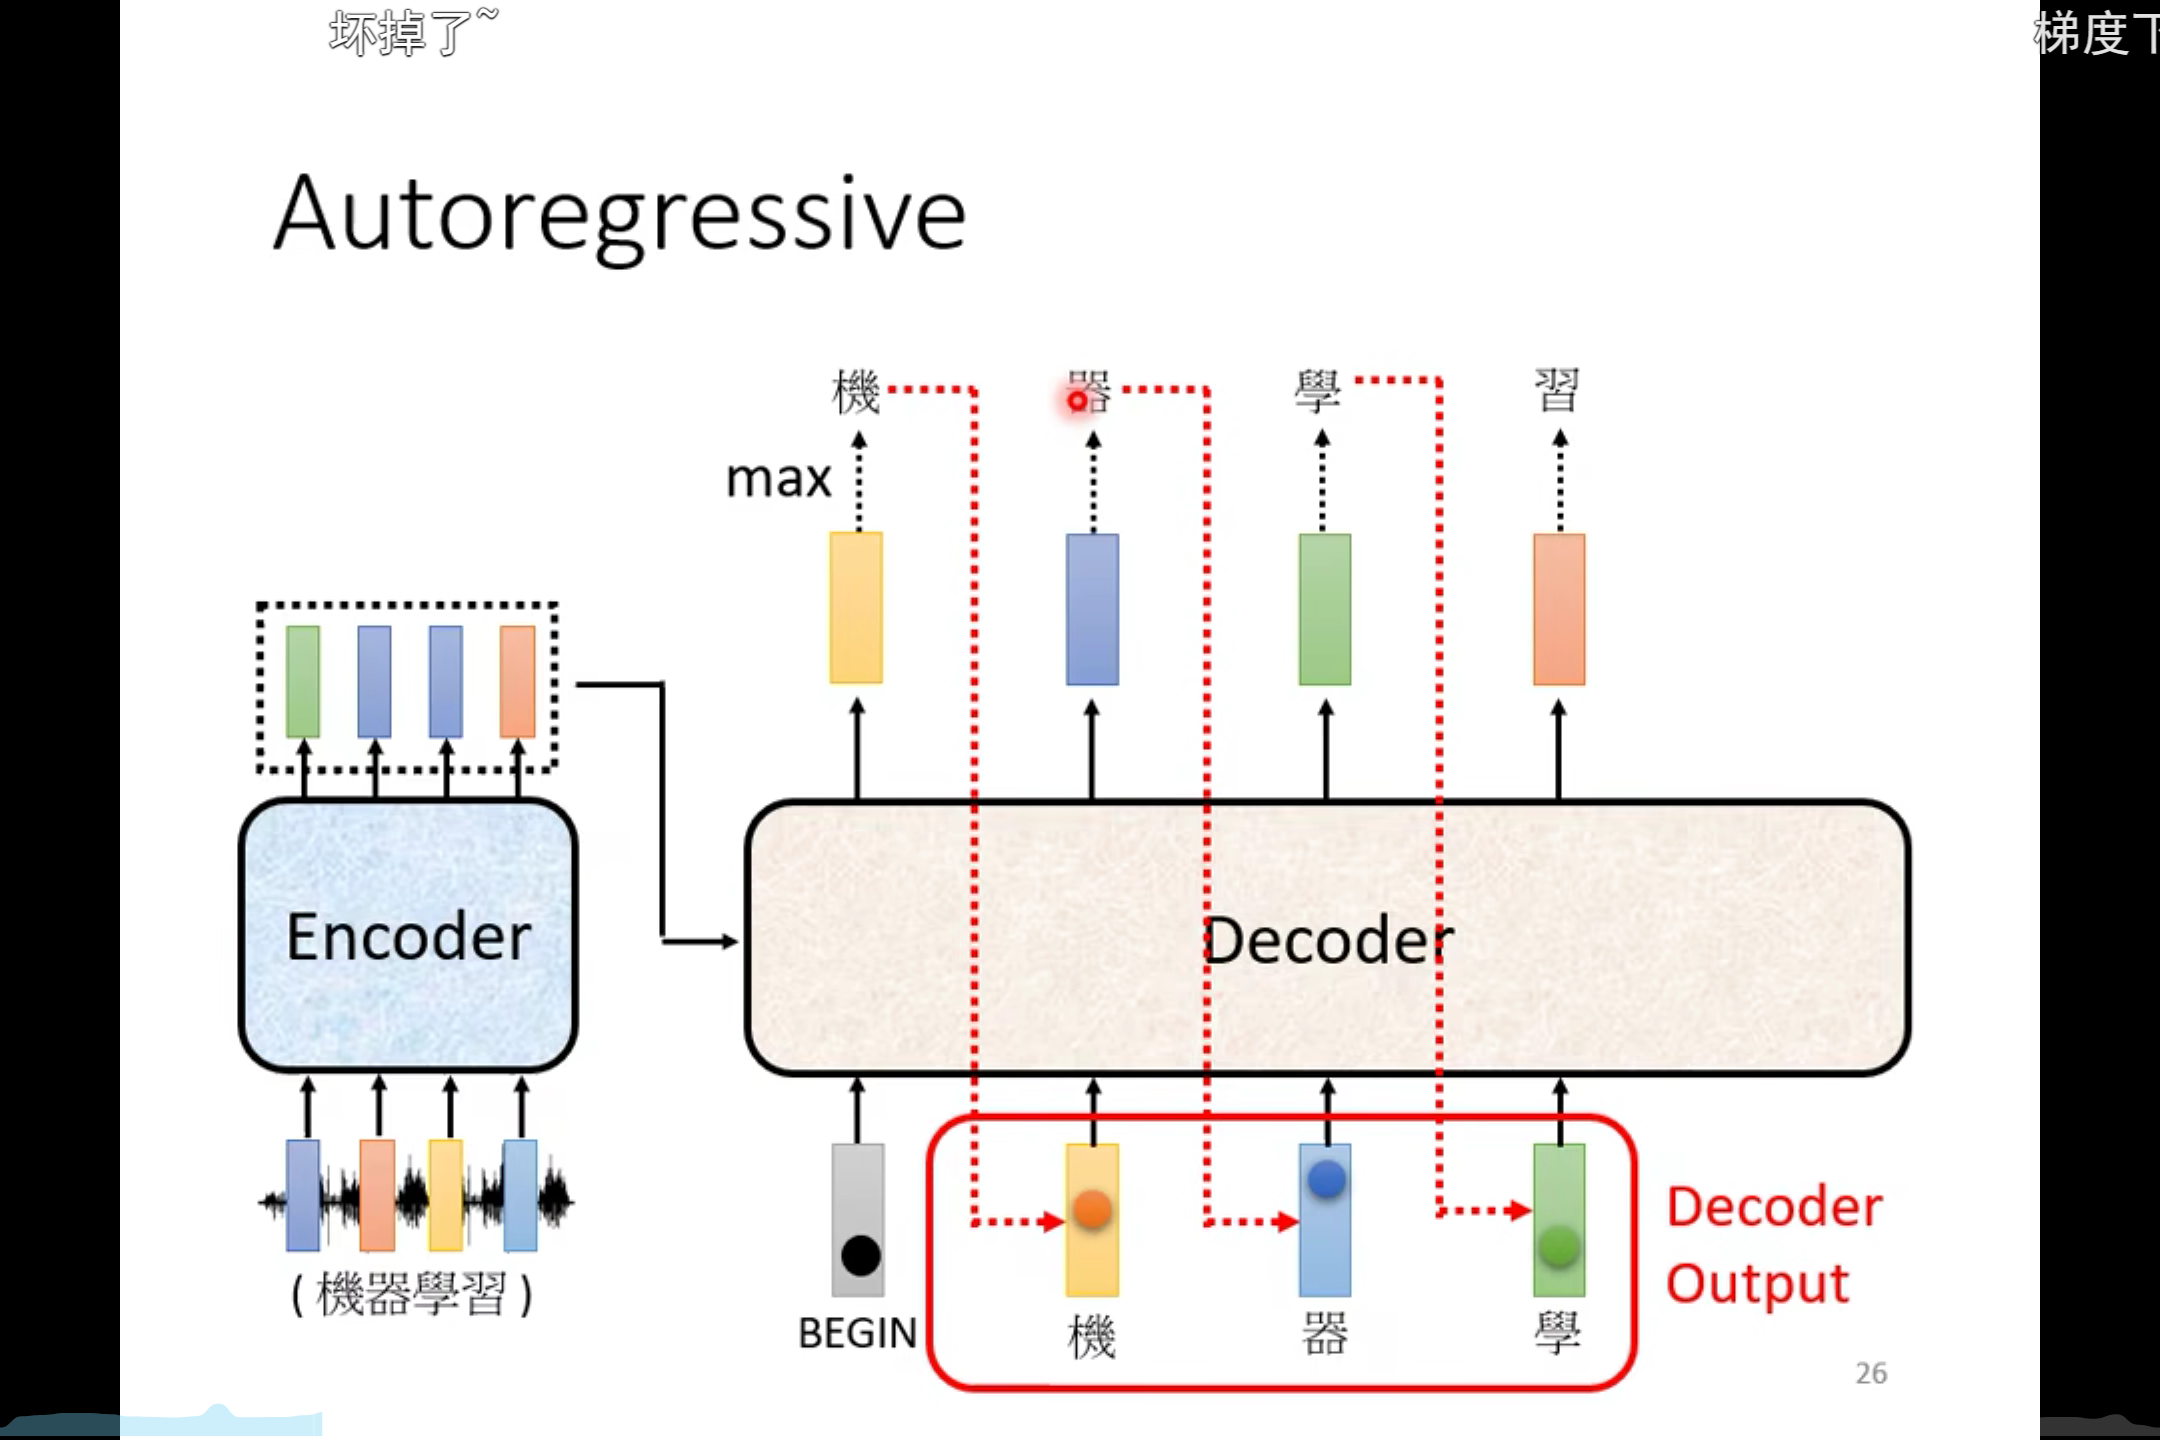 坏掉了~
梯度下
Autoregressive
機 器 學 習
max
Encoder
Decoder
(機器學習)
BEGIN
機 器 學
Decoder
Output
26